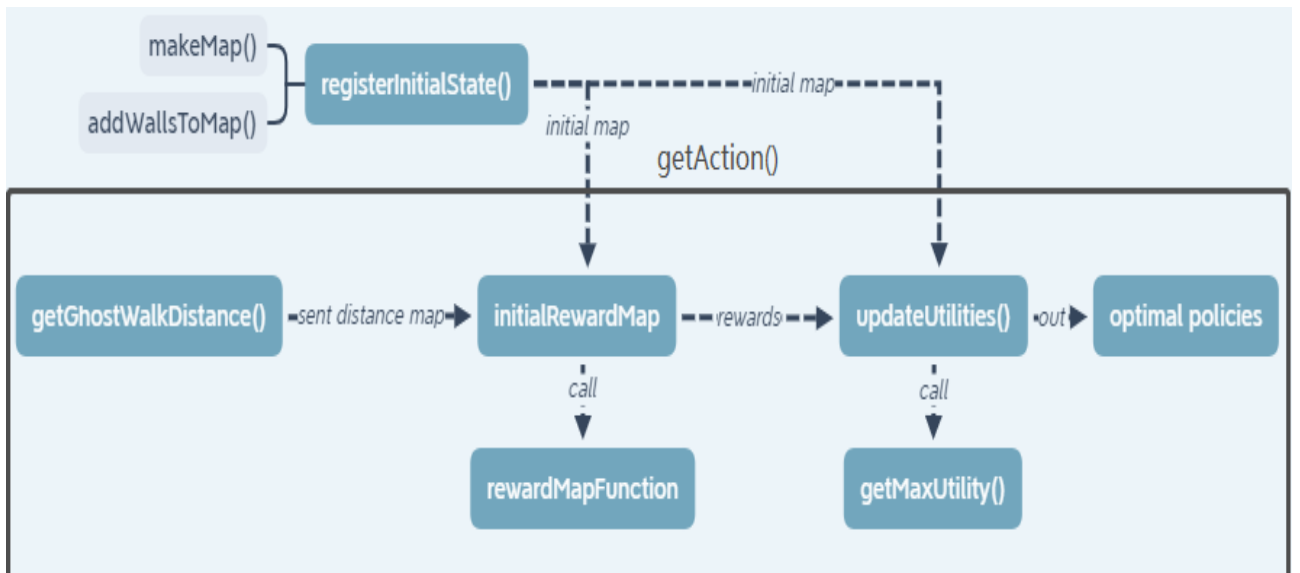 makeMap()
registerInitialState()
initial map
addWallsToMap()
initial map
getAction()
getGhostWalkDistance()
sent distance map
initialRewardMap
rewards
updateUtilities()
out
optimal policies
call
call
rewardMapFunction
getMaxUtility()